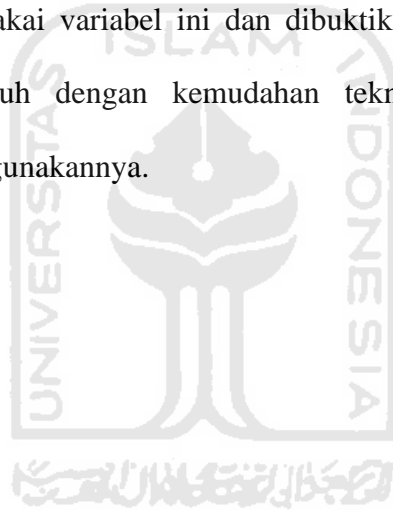 akai variabel ini dan dibuktik
ISLAM
uh dengan kemudahan tekn
gunakannya.
UNIVERSITAS
INDONESIA